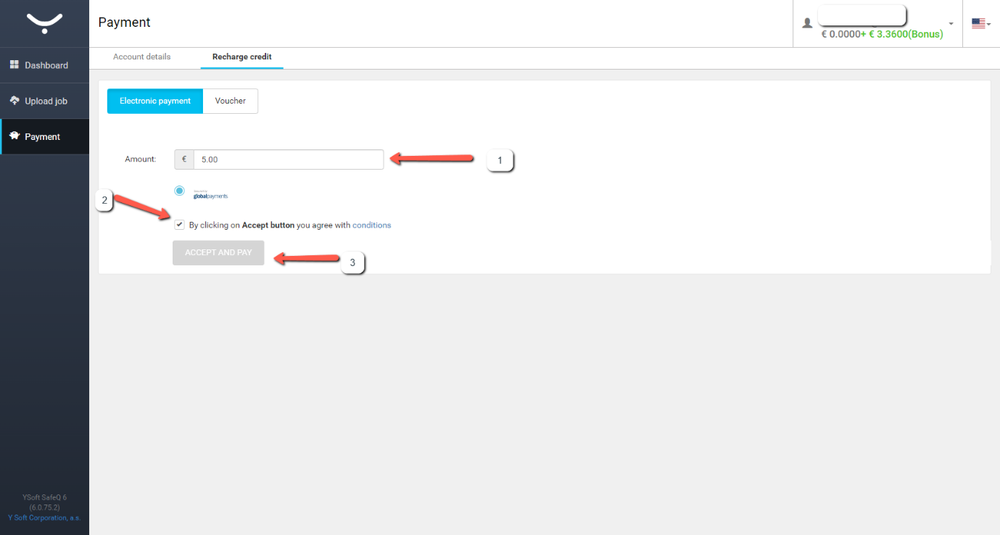 Payment
€ 0.0000+ € 3.3600(Bonus)
Dashboard
Upload job
Payment
Account details
Recharge credit
Electronic payment
Voucher
Amount:
€
5.00
1
globalpayments
2
By clicking on Accept button you agree with conditions
ACCEPT AND PAY
3
YSoft SafeQ 6
(6.0.75.2)
Y Soft Corporation, a.s.